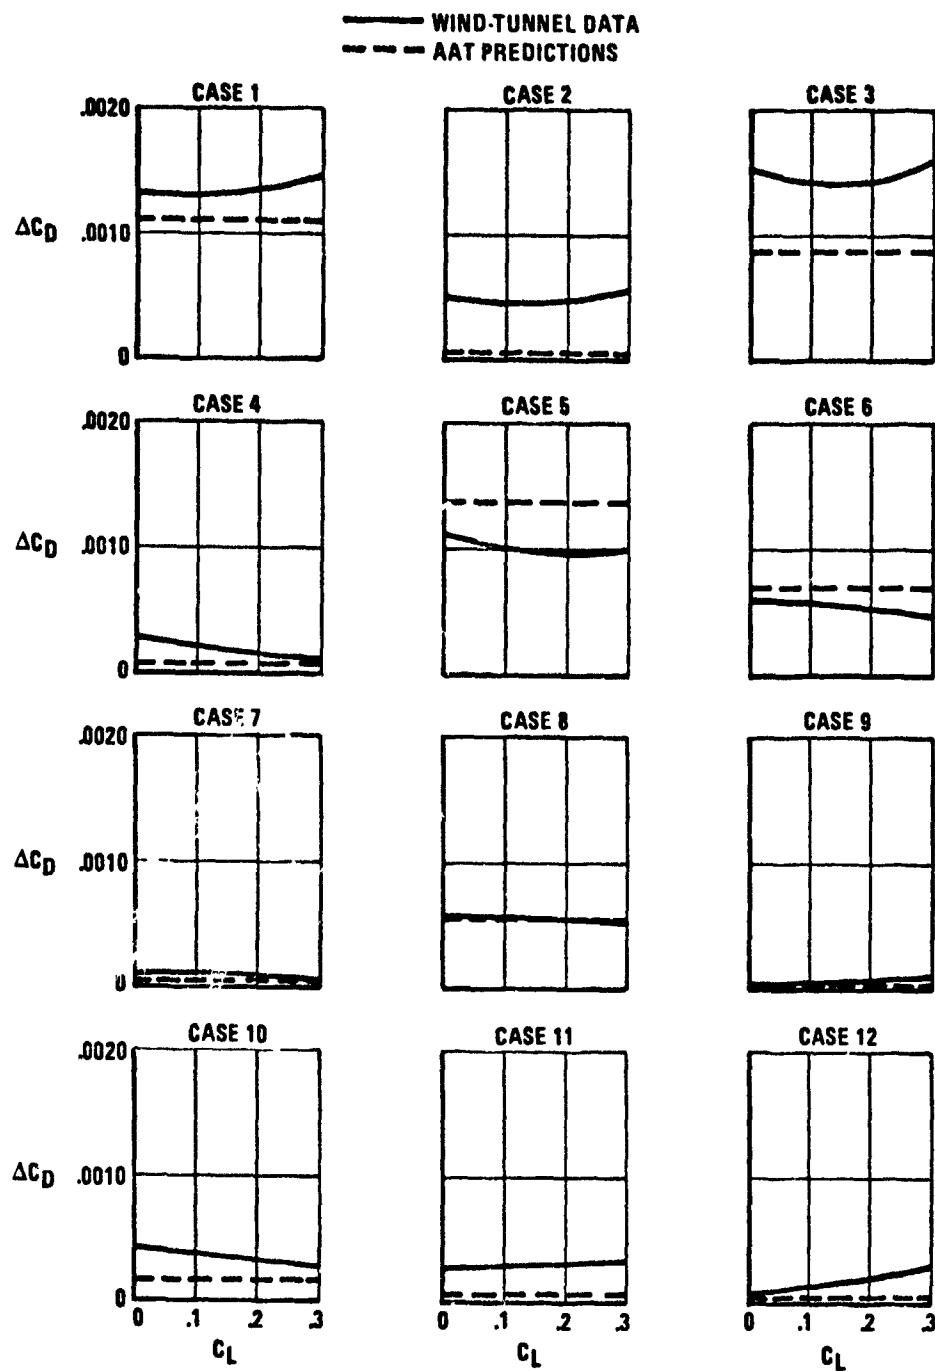 WIND-TUNNEL DATA
AAT PREDICTIONS
CASE 1 CASE 2 CASE 3
.0020
ΔCD .0010
0
CASE 4 CASE 5 CASE 6
.0020
ΔCD .0010
0
CASE 7 CASE 8 CASE 9
.0020
ΔCD .0010
0
CASE 10 CASE 11 CASE 12
.0020
ΔCD .0010
0
0 .1 .2 .3 0 .1 .2 .3 0 .1 .2 .3
CL CL CL